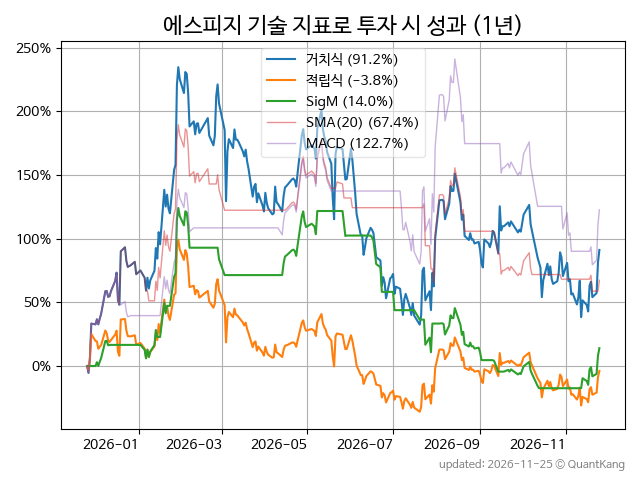 에스피지 기술 지표로 투자 시 성과 (1년)
250%
200%
150%
100%
50%
0%
거치식 (91.2%)
적립식 (-3.8%)
SigM (14.0%)
SMA(20) (67.4%)
MACD (122.7%)
2026-01
2026-03
2026-05
2026-07
2026-09
2026-11
updated: 2026-11-25 © QuantKang